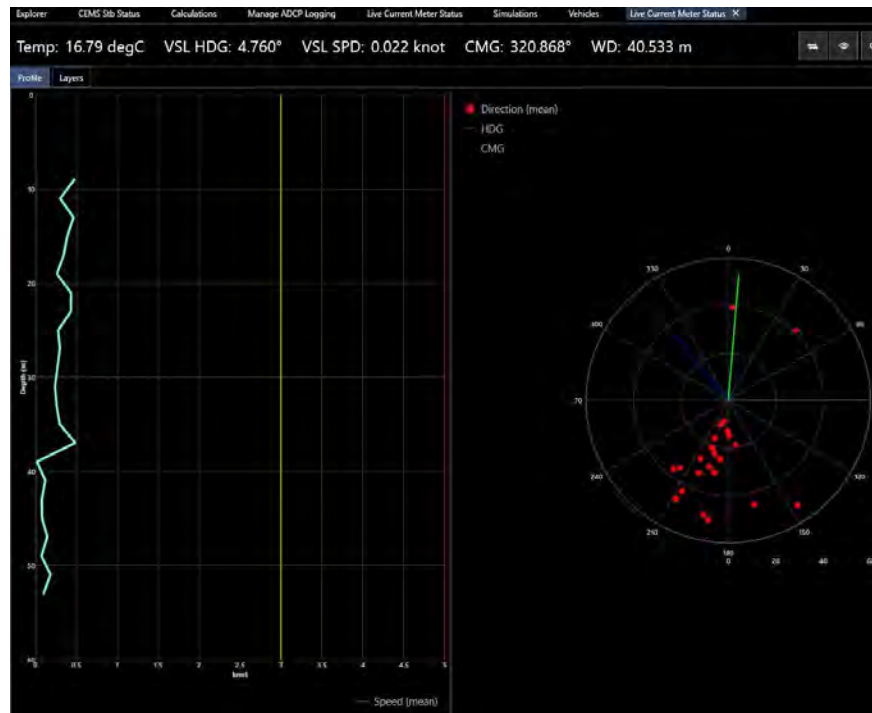 Explorer CEMS Stb Status Calculations Manage ADCP Logging Live Current Meter Status Simulations Vehicles Live Current Meter Status ✕
Temp: 16.79 degC VSL HDG: 4.760° VSL SPD: 0.022 knot CMG: 320.868° WD: 40.533 m
Profile Layers
Direction (mean)
HDG
CMG
0
10
20
30
40
50
60
Depth (m)
0 0.5 1 1.5 2 2.5 3 3.5 4 4.5 5
knot
Speed (mean)
0
330 30
300 60
70
240 120
210 150
180
0 20 40 60